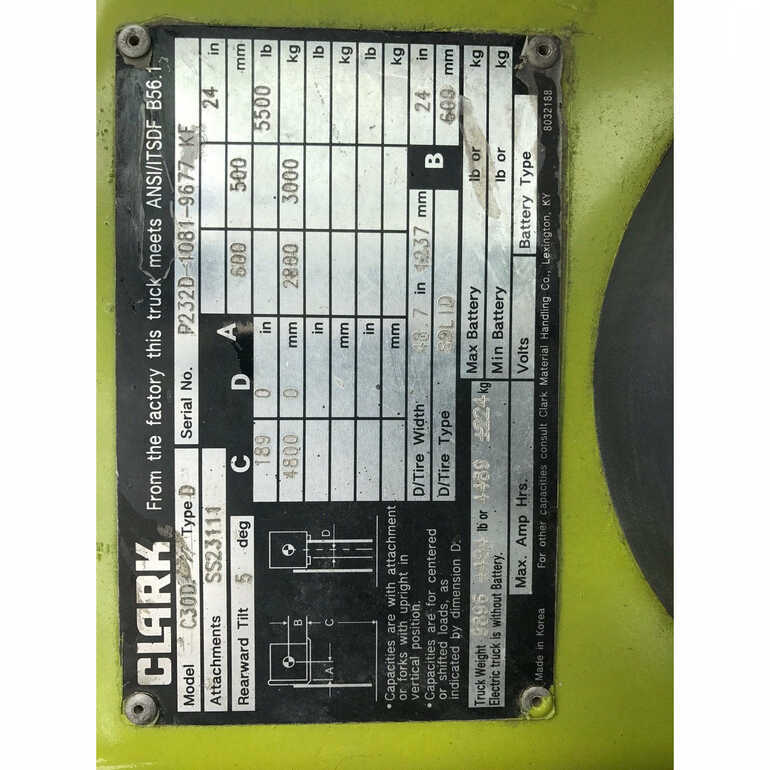 CLARK From the factory this truck meets ANSI/ITSDF B56.1.
Model C30D Type D Serial No. P232D-1081-9677 KF
Attachments SS23111 A 24 in
Rearward Tilt 5 deg 600 500 mm
C D
189 0 in 5500 lb
4800 0 mm 2800 3000 kg
in lb
mm kg
in lb
mm kg
D/Tire Width 48.7 in 1237 mm B 24 in
D/Tire Type SOLID 600 mm
A
B
C
D
• Capacities are with attachment
or forks with upright in
vertical position.
• Capacities are for centered
or shifted loads, as
indicated by dimension D.
Truck Weight lb or kg
Electric truck is without Battery.
Max Battery lb or kg
Min Battery lb or kg
Max. Amp Hrs. Volts Battery Type
For other capacities consult Clark Material Handling Co., Lexington, KY 8032188
Made in Korea